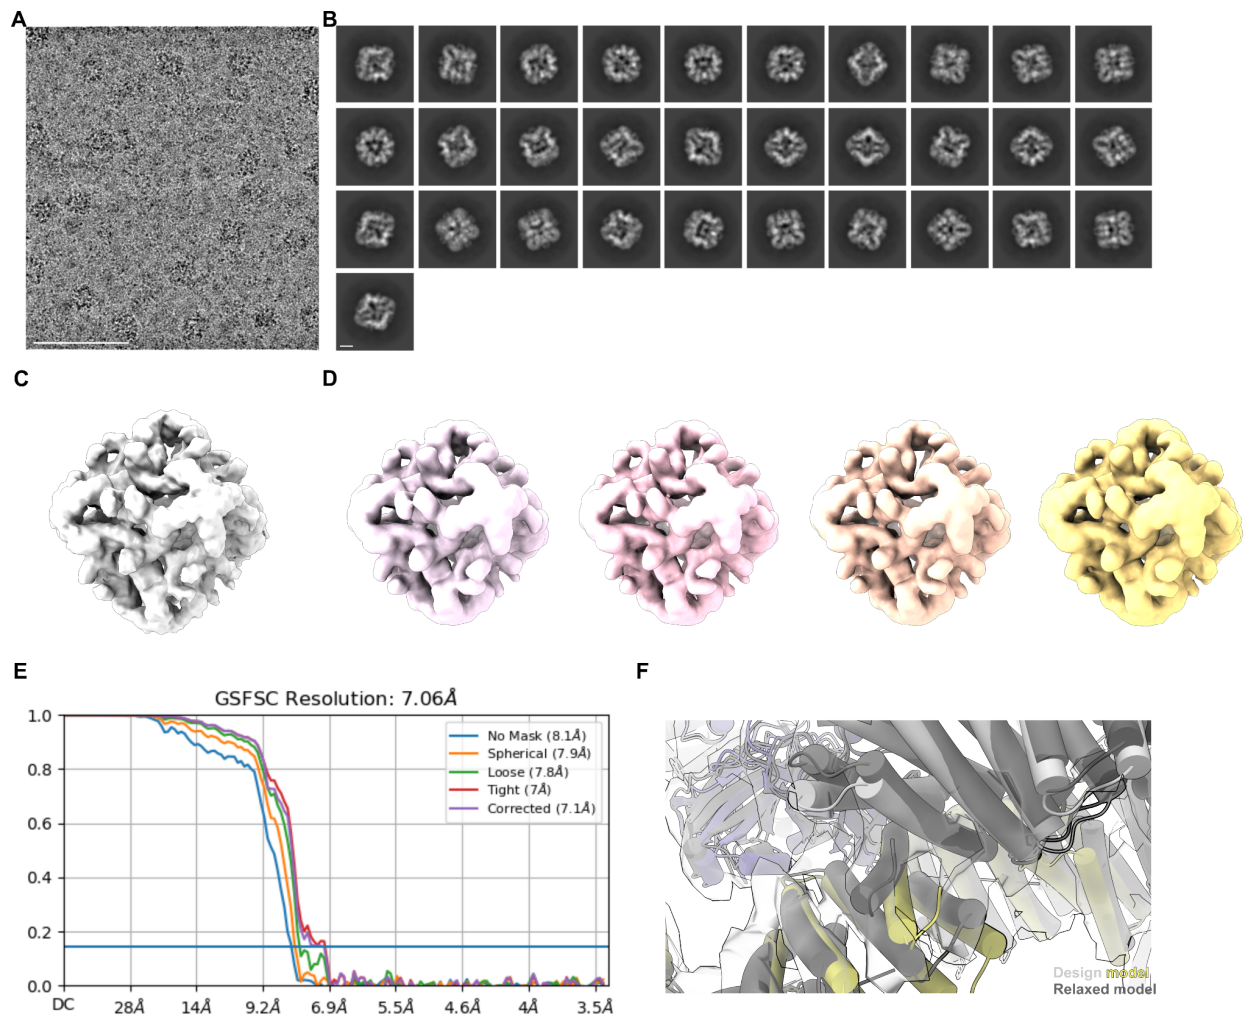 A
B
C
D
E
F
GSFSC Resolution: 7.06Å
1.0
0.8
0.6
0.4
0.2
0.0
No Mask (8.1Å)
Spherical (7.9Å)
Loose (7.8Å)
Tight (7Å)
Corrected (7.1Å)
DC
28Å
14Å
9.2Å
6.9Å
5.5Å
4.6Å
4Å
3.5Å
Design model
Relaxed model